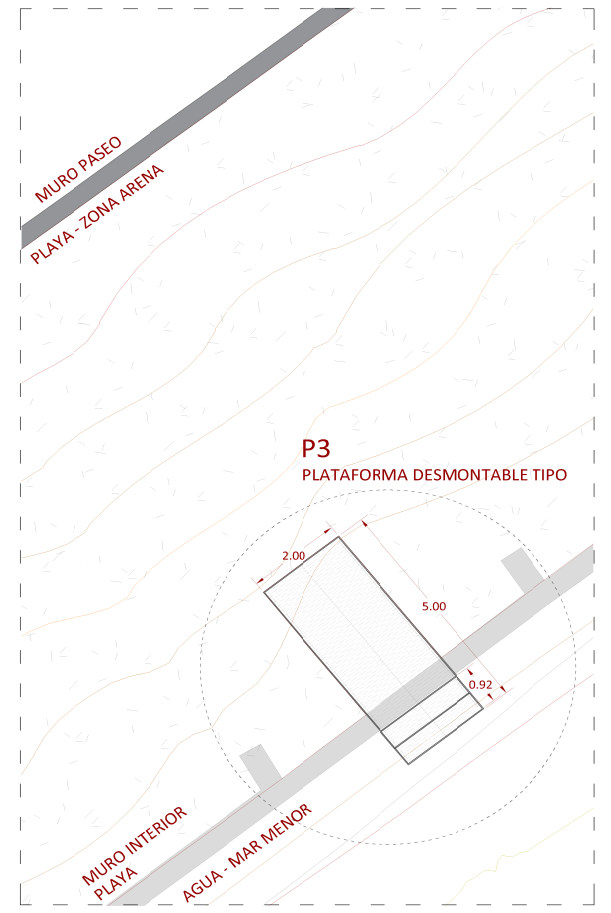 MURO PASEO
PLAYA - ZONA ARENA
P3
PLATAFORMA DESMONTABLE TIPO
2.00
5.00
0.92
MURO INTERIOR
PLAYA
AGUA - MAR MENOR